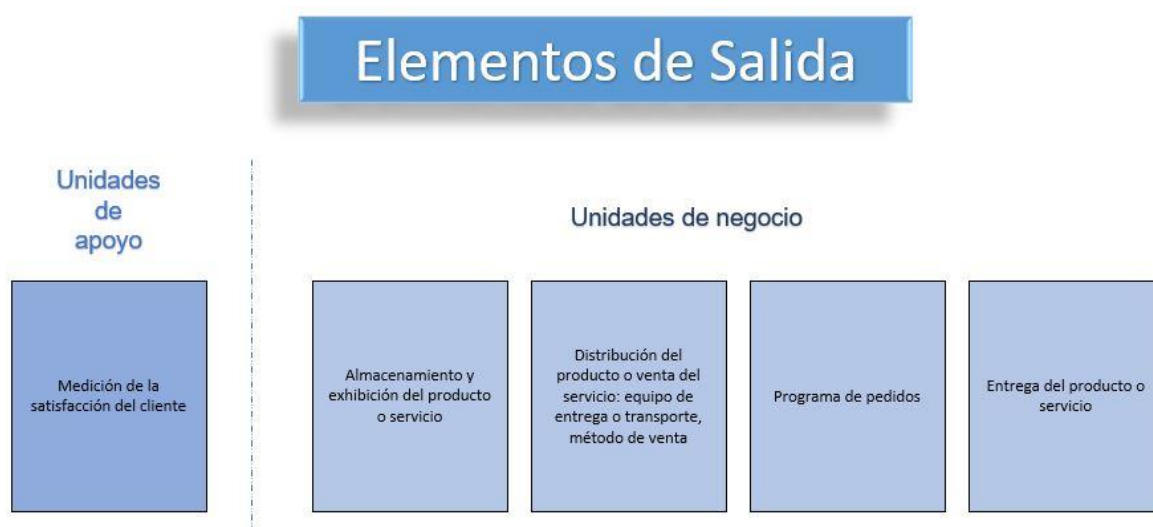 Elementos de Salida
Unidades
de
apoyo
Unidades de negocio
Medición de la
satisfacción del cliente
Almacenamiento y
exhibición del producto
o servicio
Distribución del
producto o venta del
servicio: equipo de
entrega o transporte,
método de venta
Programa de pedidos
Entrega del producto o
servicio